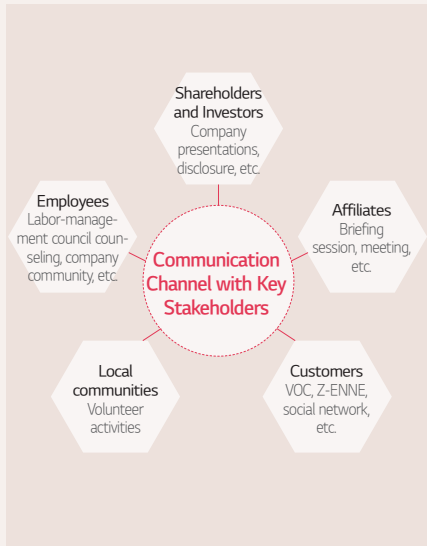 Shareholders
and Investors
Company
presentations,
disclosure, etc.
Employees
Labor-manage-
ment council coun-
seling, company
community, etc.
Affiliates
Briefing
session, meeting,
etc.
Communication
Channel with Key
Stakeholders
Local
communities
Volunteer
activities
Customers
VOC, Z-ENNE,
social network,
etc.